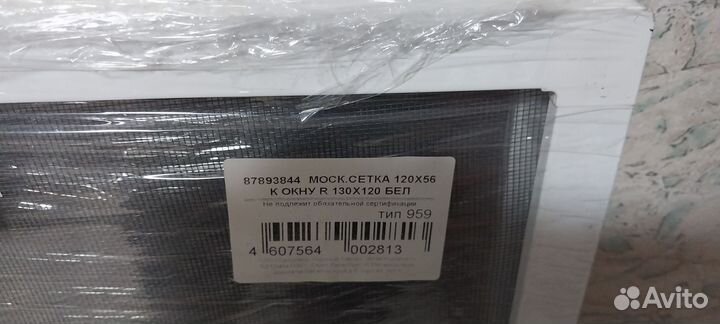 87893844 МОСК.СЕТКА 120Х56
К ОКНУ R 130Х120 БЕЛ
Не подлежит обязательной сертификации
тип 959
4 607564 002813
Avito